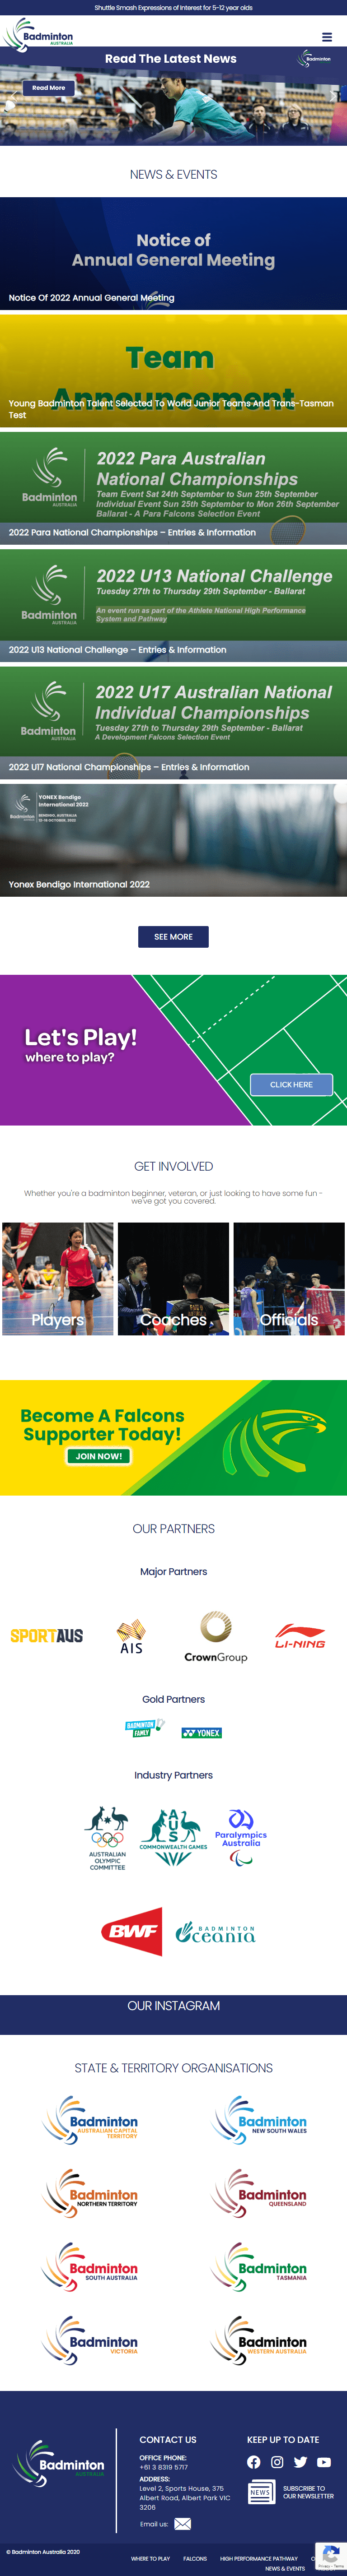 Shuttle Smash Expressions of Interest for 5-12 year olds
Badminton
AUSTRALIA
Read The Latest News
Badminton
Read More
NEWS & EVENTS
Notice of
Annual General Meeting
Notice Of 2022 Annual General Meeting
Team
Announcement
Young Badminton Talent Selected To World Junior Teams And Trans-Tasman
Test
Badminton
AUSTRALIA
2022 Para Australian
National Championships
Team Event Sat 24th September to Sun 25th September
Individual Event Sun 25th September to Mon 26th September
Ballarat - A Para Falcons Selection Event
2022 Para National Championships – Entries & Information
Badminton
AUSTRALIA
2022 U13 National Challenge
Tuesday 27th to Thursday 29th September - Ballarat
An event run as part of the Athlete National High Performance
System and Pathway
2022 U13 National Challenge – Entries & Information
Badminton
AUSTRALIA
2022 U17 Australian National
Individual Championships
Tuesday 27th to Thursday 29th September - Ballarat
A Development Falcons Selection Event
2022 U17 National Championships – Entries & Information
Badminton
YONEX Bendigo
International 2022
BENDIGO, AUSTRALIA
Yonex Bendigo International 2022
SEE MORE
Let's Play!
where to play?
CLICK HERE
GET INVOLVED
Whether you're a badminton beginner, veteran, or just looking to have some fun -
we've got you covered.
Players
Coaches
Officials
Become A Falcons
Supporter Today!
JOIN NOW!
OUR PARTNERS
Major Partners
SPORTAUS
AIS
CrownGroup
LI-NING
Gold Partners
BADMINTON
FAMILY
YONEX
Industry Partners
AUSTRALIAN
OLYMPIC
COMMITTEE
AUS
COMMONWEALTH GAMES
Paralympics
Australia
BWF
BADMINTON
Oceania
OUR INSTAGRAM
STATE & TERRITORY ORGANISATIONS
Badminton
AUSTRALIAN CAPITAL
TERRITORY
Badminton
NEW SOUTH WALES
Badminton
NORTHERN TERRITORY
Badminton
QUEENSLAND
Badminton
SOUTH AUSTRALIA
Badminton
TASMANIA
Badminton
VICTORIA
Badminton
WESTERN AUSTRALIA
Badminton
AUSTRALIA
CONTACT US
OFFICE PHONE:
+61 3 8319 5717
ADDRESS:
Level 2, Sports House, 375
Albert Road, Albert Park VIC
3206
Email us:
KEEP UP TO DATE
NEWS
SUBSCRIBE TO
OUR NEWSLETTER
© Badminton Australia 2020
WHERE TO PLAY
FALCONS
HIGH PERFORMANCE PATHWAY
NEWS & EVENTS
Privacy - Terms